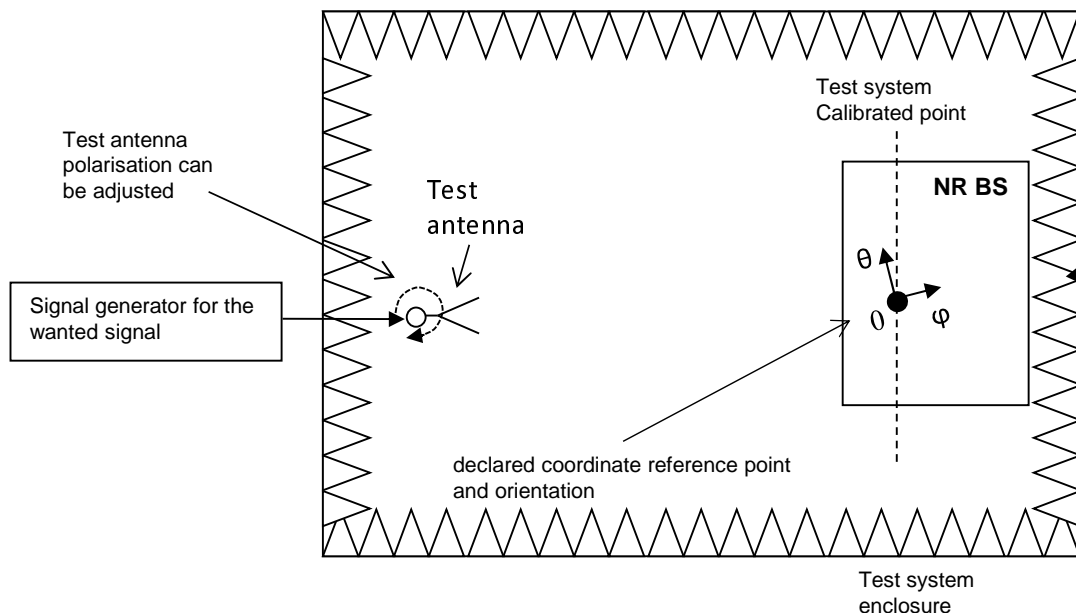 Test system
Calibrated point
Test antenna
polarisation can
be adjusted
Test
antenna
NR BS
θ
0
φ
Signal generator for the
wanted signal
declared coordinate reference point
and orientation
Test system
enclosure